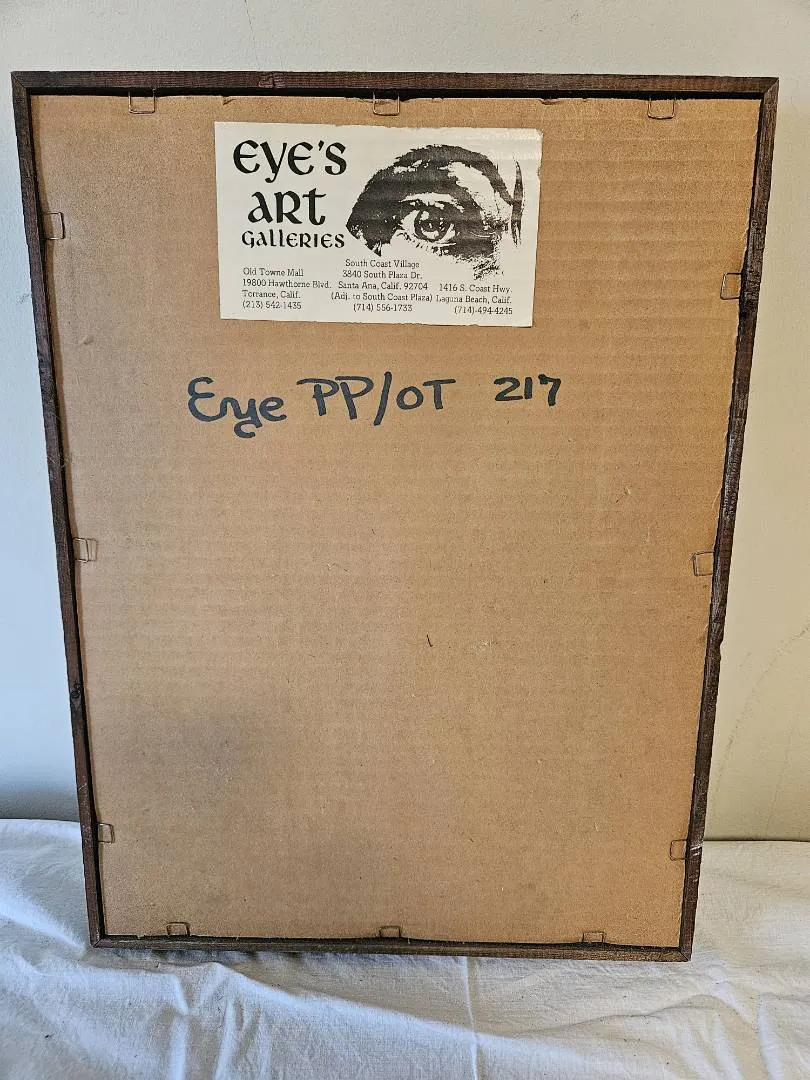 EYE'S
ART
GALLERIES
Old Towne Mall
19800 Hawthorne Blvd.
Torrance, Calif.
(213) 542-1435
South Coast Village
3840 South Plaza Dr.
Santa Ana, Calif. 92704
(Adj. to South Coast Plaza)
(714) 556-1733
1416 S. Coast Hwy.
Laguna Beach, Calif.
(714)-494-4245
Eye PP/OT 217